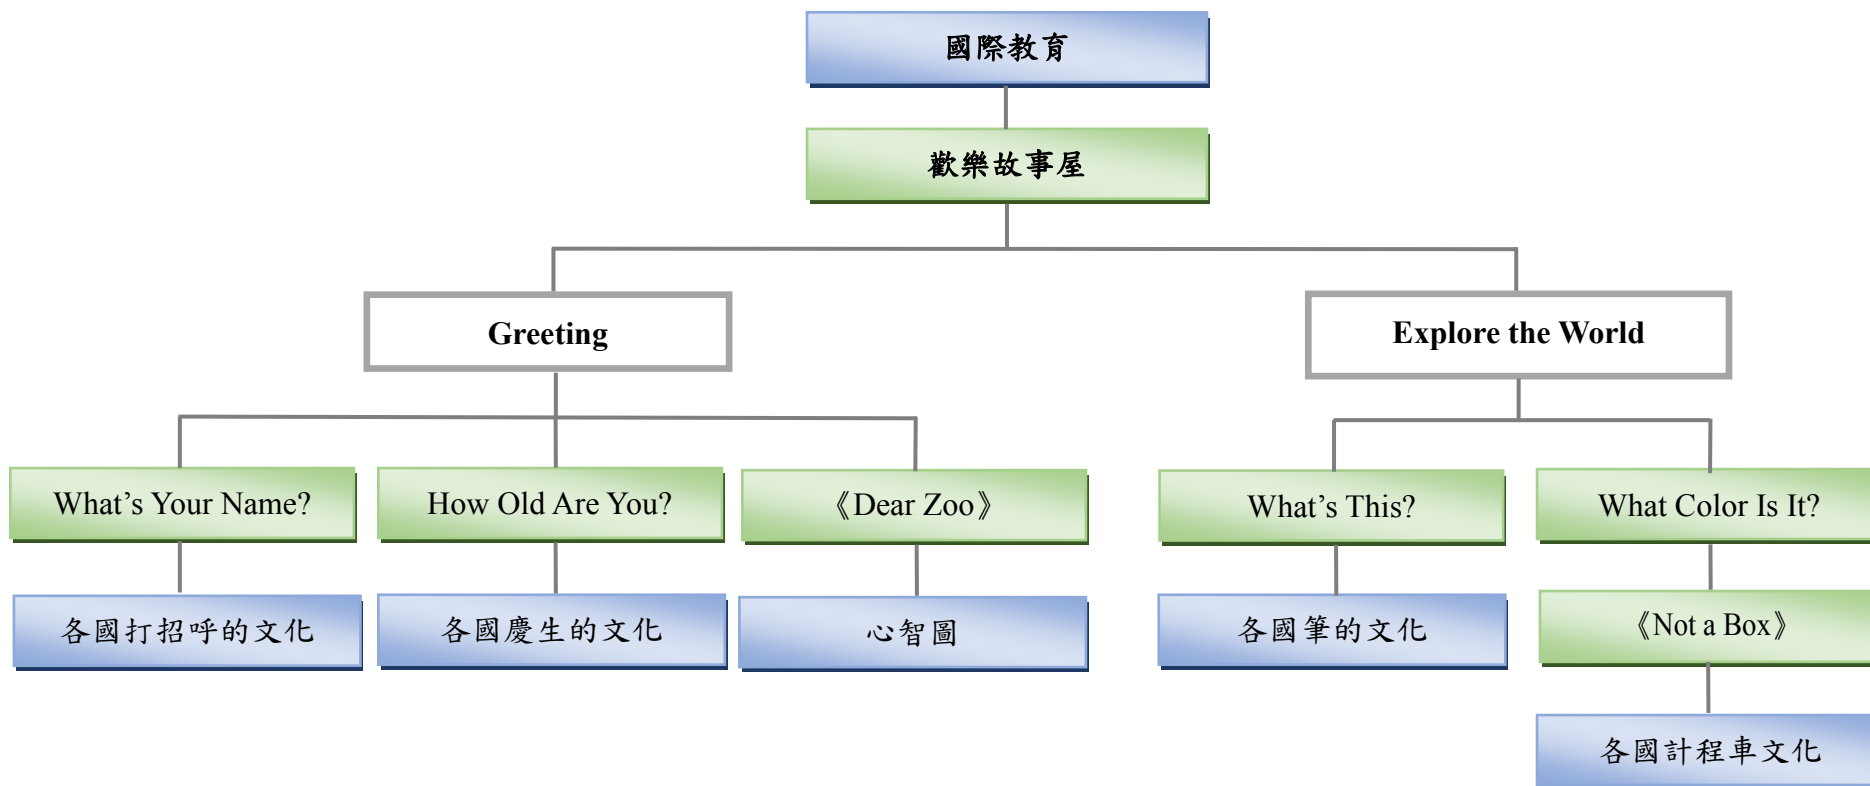 國際教育
歡樂故事屋
Greeting
Explore the World
What’s Your Name?
How Old Are You?
《Dear Zoo》
What’s This?
What Color Is It?
各國打招呼的文化
各國慶生的文化
心智圖
各國筆的文化
《Not a Box》
各國計程車文化